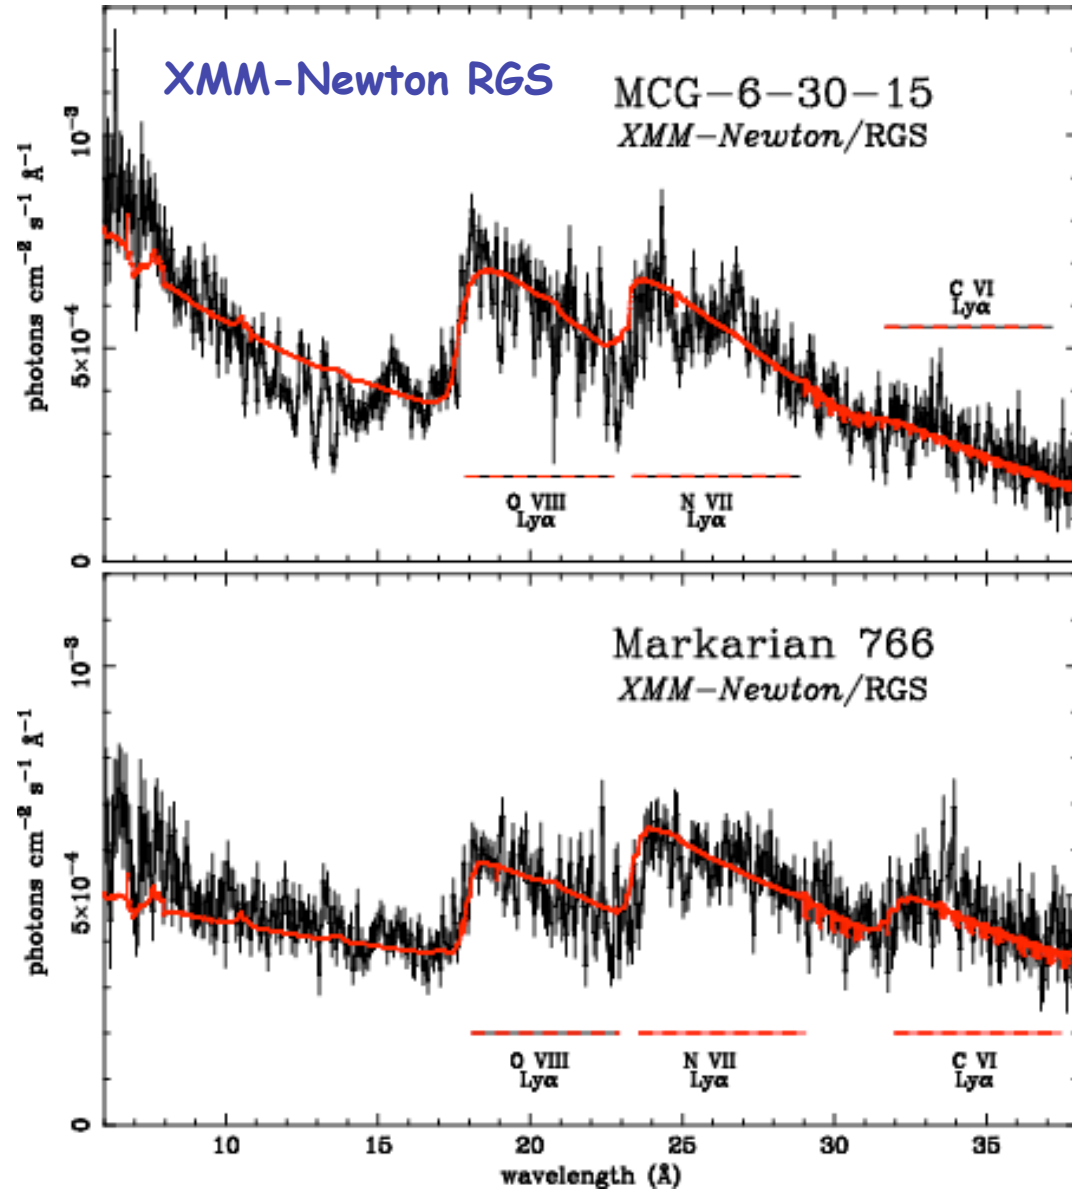 XMM-Newton RGS
MCG−6−30−15
XMM−Newton/RGS
photons cm⁻² s⁻¹ Å⁻¹
10⁻³
5×10⁻⁴
0
C VI
Lyα
O VIII
Lyα
N VII
Lyα
Markarian 766
XMM−Newton/RGS
photons cm⁻² s⁻¹ Å⁻¹
10⁻³
5×10⁻⁴
0
O VIII
Lyα
N VII
Lyα
C VI
Lyα
10 15 20 25 30 35
wavelength (Å)